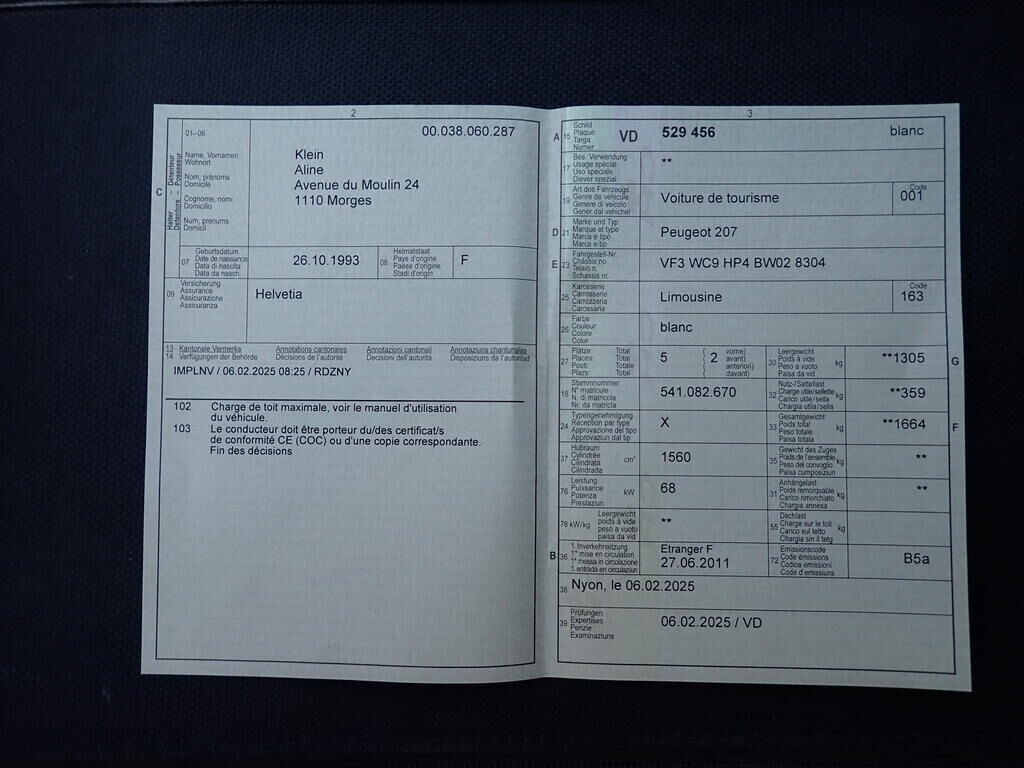 2
01–06
00.038.060.287
C
Halter – Détenteur
Detentore – Possessur
Name, Vornamen
Wohnort
Nom, prénoms
Domicile
Cognome, nomi
Domicilio
Num, prenums
Domicil
Klein
Aline
Avenue du Moulin 24
1110 Morges
07
Geburtsdatum
Date de naissance
Data di nascita
Data da nasch.
26.10.1993
08
Heimatstaat
Pays d'origine
Paese d'origine
Stadi d'origin
F
09
Versicherung
Assurance
Assicurazione
Assicuranza
Helvetia
13 Kantonale Vermerke Annotations cantonales Annotazioni cantonali Annotaziuns chantunalas
14 Verfügungen der Behörde Décisions de l'autorité Decisioni dell'autorità Disposiziuns da l'autoritad
IMPLNV / 06.02.2025 08:25 / RDZNY
102 Charge de toit maximale, voir le manuel d'utilisation
du véhicule.
103 Le conducteur doit être porteur du/des certificat/s
de conformité CE (COC) ou d'une copie correspondante.
Fin des décisions
3
A 15
Schild
Plaque
Targa
Numer
VD 529 456 blanc
17
Bes. Verwendung
Usage spécial
Uso speciale
Diever spezial
**
19
Art des Fahrzeugs
Genre de véhicule
Genere di veicolo
Gener dal vehichel
Voiture de tourisme
Code
001
D 21
Marke und Typ
Marque et type
Marca e tipo
Marca e tip
Peugeot 207
E 23
Fahrgestell-Nr.
Châssis no
Telaio n.
Schassis nr.
VF3 WC9 HP4 BW02 8304
25
Karosserie
Carrosserie
Carrozzeria
Carossaria
Limousine
Code
163
26
Farbe
Couleur
Colore
Colur
blanc
27
Plätze: Total
Places: Total
Posti: Totale
Plazs: Total
5
2
vorne)
avant)
anteriori)
davant)
30
Leergewicht
Poids à vide
Peso a vuoto
Paisa da vid
kg
**1305
G
18
Stammnummer
N° matricule
N. di matricola
Nr. da matricla
541.082.670
32
Nutz-/Sattellast
Charge utile/sellette
Carico utile/sella
Chargia utila/sella
kg
**359
24
Typengenehmigung
Réception par type
Approvazione del tipo
Approvaziun dal tip
X
33
Gesamtgewicht
Poids total
Peso totale
Paisa totala
kg
**1664
F
37
Hubraum
Cylindrée
Cilindrata
Cilindrada
cm³
1560
35
Gewicht des Zuges
Poids de l'ensemble
Peso del convoglio
Paisa cumposiziun
kg
**
76
Leistung
Puissance
Potenza
Prestaziun
kW
68
31
Anhängelast
Poids remorquable
Carico rimorchiato
Chargia annexa
kg
**
78 kW/kg
Leergewicht
poids à vide
peso a vuoto
paisa da vid
**
55
Dachlast
Charge sur le toit
Carico sul tetto
Chargia sin il tetg
kg
B 36
1. Inverkehrsetzung
1re mise en circulation
1a messa in circolazione
1. entrada en circulaziun
Etranger F
27.06.2011
72
Emissionscode
Code émissions
Codice emissioni
Code d'emissiuns
B5a
38 Nyon, le 06.02.2025
39
Prüfungen
Expertises
Perizie
Examinaziuns
06.02.2025 / VD